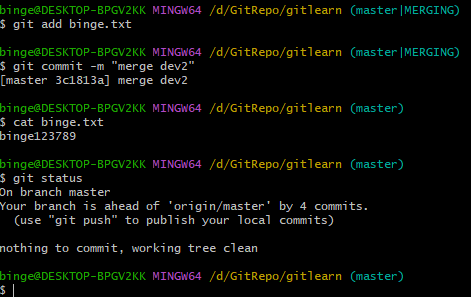 binge@DESKTOP-BPGV2KK MINGW64 /d/GitRepo/gitlearn (master|MERGING)
$ git add binge.txt
binge@DESKTOP-BPGV2KK MINGW64 /d/GitRepo/gitlearn (master|MERGING)
$ git commit -m "merge dev2"
[master 3c1813a] merge dev2
binge@DESKTOP-BPGV2KK MINGW64 /d/GitRepo/gitlearn (master)
$ cat binge.txt
binge123789
binge@DESKTOP-BPGV2KK MINGW64 /d/GitRepo/gitlearn (master)
$ git status
On branch master
Your branch is ahead of 'origin/master' by 4 commits.
  (use "git push" to publish your local commits)
nothing to commit, working tree clean
binge@DESKTOP-BPGV2KK MINGW64 /d/GitRepo/gitlearn (master)
$